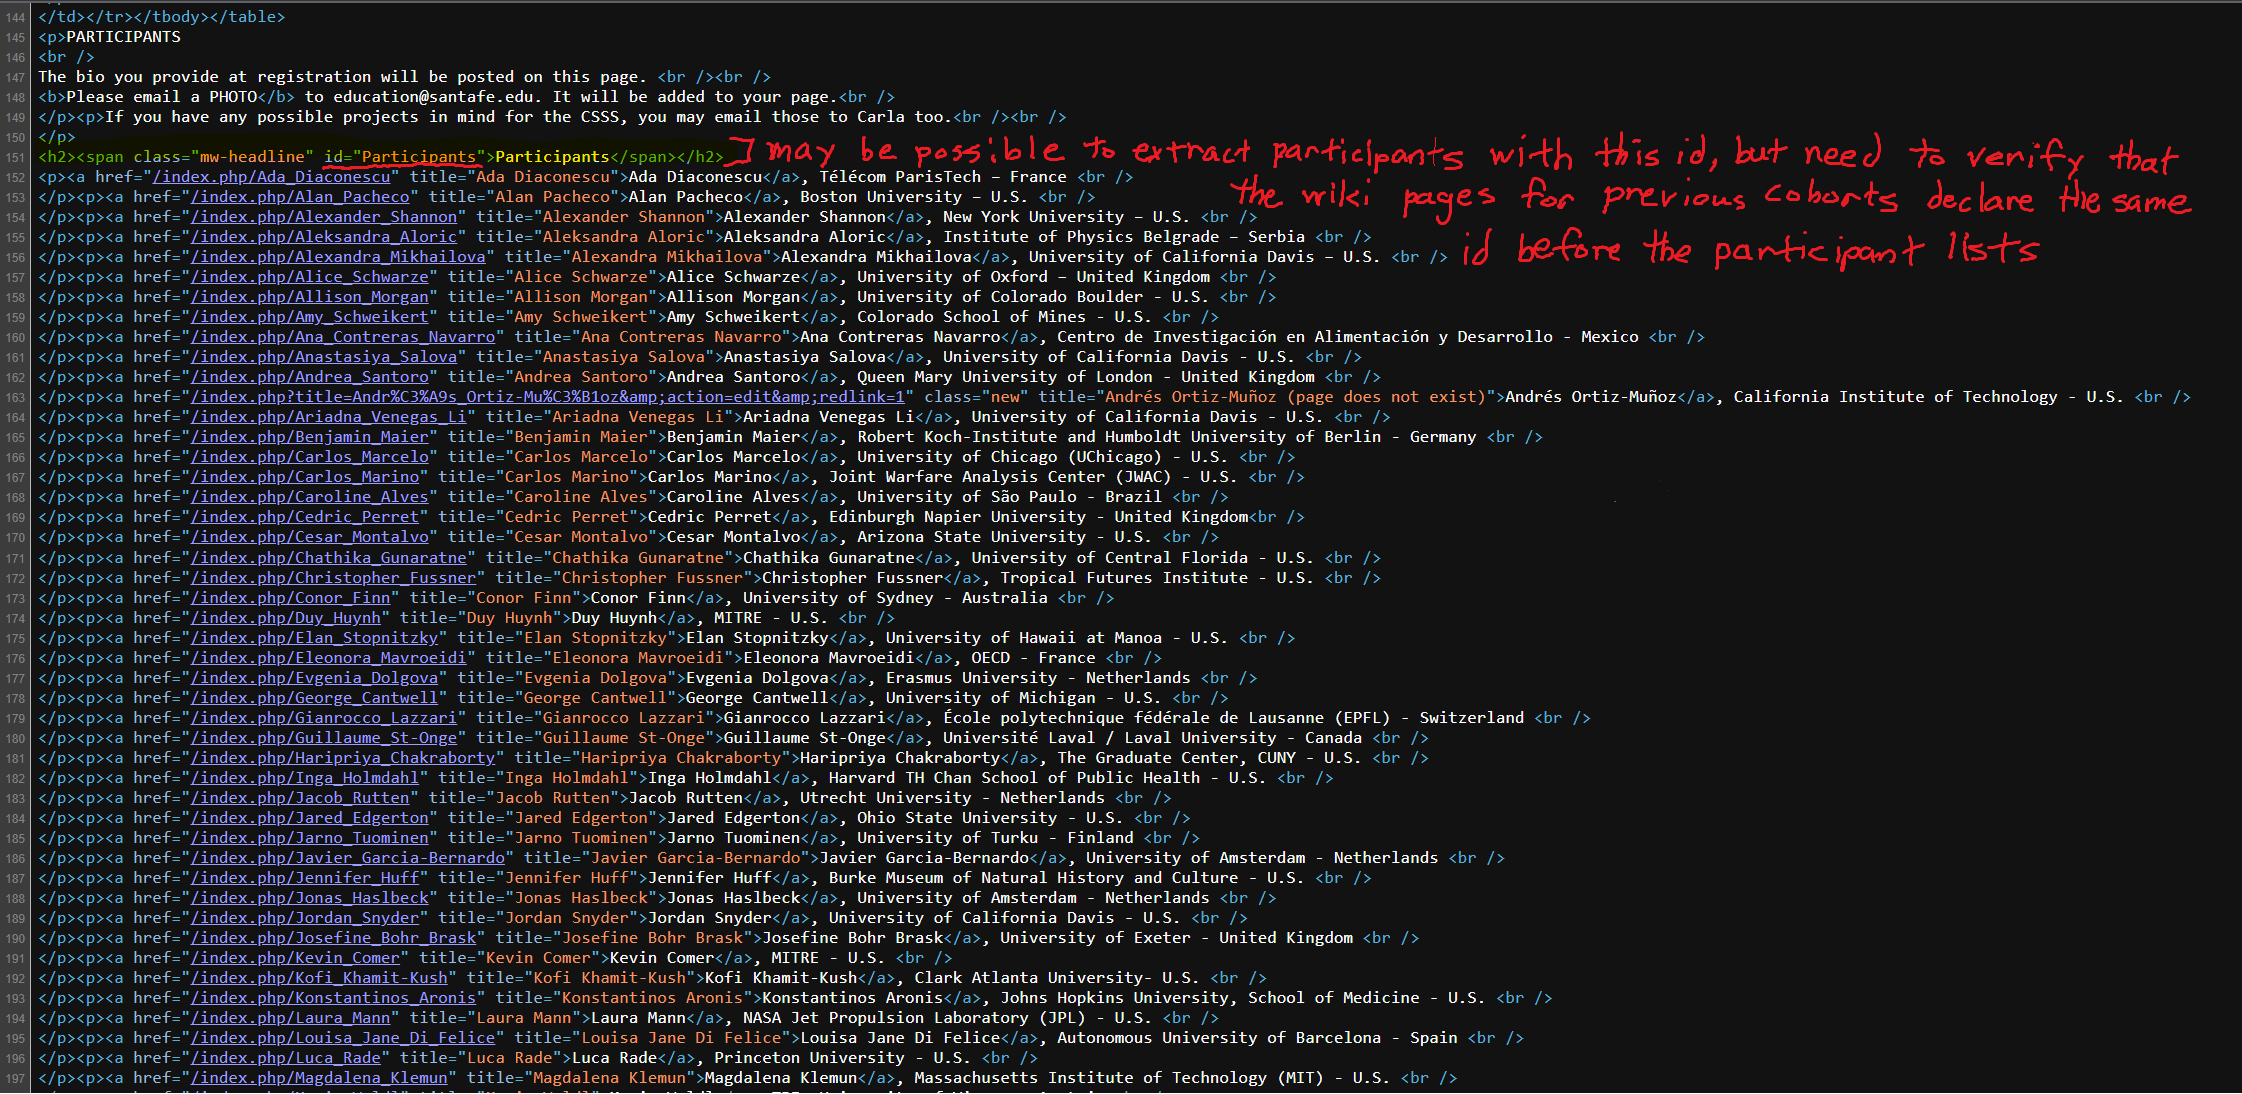 144 </td></tr></tbody></table>
145 <p>PARTICIPANTS
146 <br />
147 The bio you provide at registration will be posted on this page. <br /><br />
148 <b>Please email a PHOTO</b> to education@santafe.edu. It will be added to your page.<br />
149 </p><p>If you have any possible projects in mind for the CSSS, you may email those to Carla too.<br /><br />
150 </p>
151 <h2><span class="mw-headline" id="Participants">Participants</span></h2>
may be possible to extract participants with this id, but need to verify that
the wiki pages for previous cohorts declare the same
id before the participant lists
152 <p><a href="/index.php/Ada_Diaconescu" title="Ada Diaconescu">Ada Diaconescu</a>, Télécom ParisTech – France <br />
153 </p><p><a href="/index.php/Alan_Pacheco" title="Alan Pacheco">Alan Pacheco</a>, Boston University – U.S. <br />
154 </p><p><a href="/index.php/Alexander_Shannon" title="Alexander Shannon">Alexander Shannon</a>, New York University – U.S. <br />
155 </p><p><a href="/index.php/Aleksandra_Aloric" title="Aleksandra Aloric">Aleksandra Aloric</a>, Institute of Physics Belgrade – Serbia <br />
156 </p><p><a href="/index.php/Alexandra_Mikhailova" title="Alexandra Mikhailova">Alexandra Mikhailova</a>, University of California Davis – U.S. <br />
157 </p><p><a href="/index.php/Alice_Schwarze" title="Alice Schwarze">Alice Schwarze</a>, University of Oxford – United Kingdom <br />
158 </p><p><a href="/index.php/Allison_Morgan" title="Allison Morgan">Allison Morgan</a>, University of Colorado Boulder - U.S. <br />
159 </p><p><a href="/index.php/Amy_Schweikert" title="Amy Schweikert">Amy Schweikert</a>, Colorado School of Mines - U.S. <br />
160 </p><p><a href="/index.php/Ana_Contreras_Navarro" title="Ana Contreras Navarro">Ana Contreras Navarro</a>, Centro de Investigación en Alimentación y Desarrollo - Mexico <br />
161 </p><p><a href="/index.php/Anastasiya_Salova" title="Anastasiya Salova">Anastasiya Salova</a>, University of California Davis - U.S. <br />
162 </p><p><a href="/index.php/Andrea_Santoro" title="Andrea Santoro">Andrea Santoro</a>, Queen Mary University of London - United Kingdom <br />
163 </p><p><a href="/index.php?title=Andr%C3%A9s_Ortiz-Mu%C3%B1oz&amp;action=edit&amp;redlink=1" class="new" title="Andrés Ortiz-Muñoz (page does not exist)">Andrés Ortiz-Muñoz</a>, California Institute of Technology - U.S. <br />
164 </p><p><a href="/index.php/Ariadna_Venegas_Li" title="Ariadna Venegas Li">Ariadna Venegas Li</a>, University of California Davis - U.S. <br />
165 </p><p><a href="/index.php/Benjamin_Maier" title="Benjamin Maier">Benjamin Maier</a>, Robert Koch-Institute and Humboldt University of Berlin - Germany <br />
166 </p><p><a href="/index.php/Carlos_Marcelo" title="Carlos Marcelo">Carlos Marcelo</a>, University of Chicago (UChicago) - U.S. <br />
167 </p><p><a href="/index.php/Carlos_Marino" title="Carlos Marino">Carlos Marino</a>, Joint Warfare Analysis Center (JWAC) - U.S. <br />
168 </p><p><a href="/index.php/Caroline_Alves" title="Caroline Alves">Caroline Alves</a>, University of São Paulo - Brazil <br />
169 </p><p><a href="/index.php/Cedric_Perret" title="Cedric Perret">Cedric Perret</a>, Edinburgh Napier University - United Kingdom<br />
170 </p><p><a href="/index.php/Cesar_Montalvo" title="Cesar Montalvo">Cesar Montalvo</a>, Arizona State University - U.S. <br />
171 </p><p><a href="/index.php/Chathika_Gunaratne" title="Chathika Gunaratne">Chathika Gunaratne</a>, University of Central Florida - U.S. <br />
172 </p><p><a href="/index.php/Christopher_Fussner" title="Christopher Fussner">Christopher Fussner</a>, Tropical Futures Institute - U.S. <br />
173 </p><p><a href="/index.php/Conor_Finn" title="Conor Finn">Conor Finn</a>, University of Sydney - Australia <br />
174 </p><p><a href="/index.php/Duy_Huynh" title="Duy Huynh">Duy Huynh</a>, MITRE - U.S. <br />
175 </p><p><a href="/index.php/Elan_Stopnitzky" title="Elan Stopnitzky">Elan Stopnitzky</a>, University of Hawaii at Manoa - U.S. <br />
176 </p><p><a href="/index.php/Eleonora_Mavroeidi" title="Eleonora Mavroeidi">Eleonora Mavroeidi</a>, OECD - France <br />
177 </p><p><a href="/index.php/Evgenia_Dolgova" title="Evgenia Dolgova">Evgenia Dolgova</a>, Erasmus University - Netherlands <br />
178 </p><p><a href="/index.php/George_Cantwell" title="George Cantwell">George Cantwell</a>, University of Michigan - U.S. <br />
179 </p><p><a href="/index.php/Gianrocco_Lazzari" title="Gianrocco Lazzari">Gianrocco Lazzari</a>, École polytechnique fédérale de Lausanne (EPFL) - Switzerland <br />
180 </p><p><a href="/index.php/Guillaume_St-Onge" title="Guillaume St-Onge">Guillaume St-Onge</a>, Université Laval / Laval University - Canada <br />
181 </p><p><a href="/index.php/Haripriya_Chakraborty" title="Haripriya Chakraborty">Haripriya Chakraborty</a>, The Graduate Center, CUNY - U.S. <br />
182 </p><p><a href="/index.php/Inga_Holmdahl" title="Inga Holmdahl">Inga Holmdahl</a>, Harvard TH Chan School of Public Health - U.S. <br />
183 </p><p><a href="/index.php/Jacob_Rutten" title="Jacob Rutten">Jacob Rutten</a>, Utrecht University - Netherlands <br />
184 </p><p><a href="/index.php/Jared_Edgerton" title="Jared Edgerton">Jared Edgerton</a>, Ohio State University - U.S. <br />
185 </p><p><a href="/index.php/Jarno_Tuominen" title="Jarno Tuominen">Jarno Tuominen</a>, University of Turku - Finland <br />
186 </p><p><a href="/index.php/Javier_Garcia-Bernardo" title="Javier Garcia-Bernardo">Javier Garcia-Bernardo</a>, University of Amsterdam - Netherlands <br />
187 </p><p><a href="/index.php/Jennifer_Huff" title="Jennifer Huff">Jennifer Huff</a>, Burke Museum of Natural History and Culture - U.S. <br />
188 </p><p><a href="/index.php/Jonas_Haslbeck" title="Jonas Haslbeck">Jonas Haslbeck</a>, University of Amsterdam - Netherlands <br />
189 </p><p><a href="/index.php/Jordan_Snyder" title="Jordan Snyder">Jordan Snyder</a>, University of California Davis - U.S. <br />
190 </p><p><a href="/index.php/Josefine_Bohr_Brask" title="Josefine Bohr Brask">Josefine Bohr Brask</a>, University of Exeter - United Kingdom <br />
191 </p><p><a href="/index.php/Kevin_Comer" title="Kevin Comer">Kevin Comer</a>, MITRE - U.S. <br />
192 </p><p><a href="/index.php/Kofi_Khamit-Kush" title="Kofi Khamit-Kush">Kofi Khamit-Kush</a>, Clark Atlanta University- U.S. <br />
193 </p><p><a href="/index.php/Konstantinos_Aronis" title="Konstantinos Aronis">Konstantinos Aronis</a>, Johns Hopkins University, School of Medicine - U.S. <br />
194 </p><p><a href="/index.php/Laura_Mann" title="Laura Mann">Laura Mann</a>, NASA Jet Propulsion Laboratory (JPL) - U.S. <br />
195 </p><p><a href="/index.php/Louisa_Jane_Di_Felice" title="Louisa Jane Di Felice">Louisa Jane Di Felice</a>, Autonomous University of Barcelona - Spain <br />
196 </p><p><a href="/index.php/Luca_Rade" title="Luca Rade">Luca Rade</a>, Princeton University - U.S. <br />
197 </p><p><a href="/index.php/Magdalena_Klemun" title="Magdalena Klemun">Magdalena Klemun</a>, Massachusetts Institute of Technology (MIT) - U.S. <br />